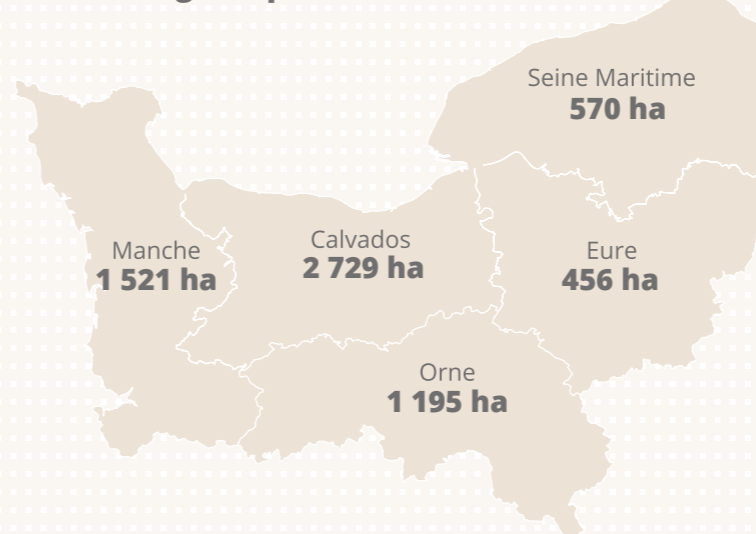 Seine Maritime
570 ha
Manche
1 521 ha
Calvados
2 729 ha
Eure
456 ha
Orne
1 195 ha